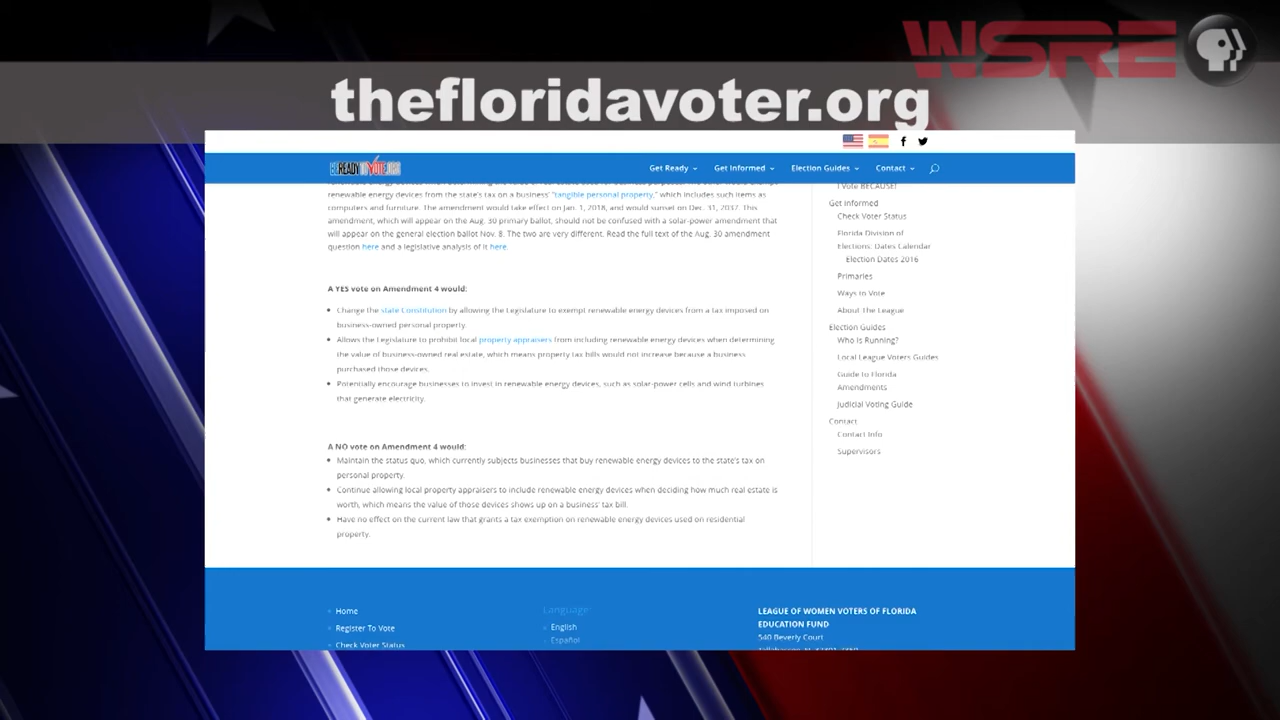 WSRE
thefloridavoter.org
BEREADYTOVOTE.ORG
Get Ready Get Informed Election Guides Contact
renewable energy devices from the state's tax on a business' "tangible personal property," which includes such items as
computers and furniture. The amendment would take effect on Jan. 1, 2018, and would sunset on Dec. 31, 2037. This
amendment, which will appear on the Aug. 30 primary ballot, should not be confused with a solar-power amendment that
will appear on the general election ballot Nov. 8. The two are very different. Read the full text of the Aug. 30 amendment
question here and a legislative analysis of it here.
A YES vote on Amendment 4 would:
Change the state Constitution by allowing the Legislature to exempt renewable energy devices from a tax imposed on
business-owned personal property.
Allows the Legislature to prohibit local property appraisers from including renewable energy devices when determining
the value of business-owned real estate, which means property tax bills would not increase because a business
purchased those devices.
Potentially encourage businesses to invest in renewable energy devices, such as solar-power cells and wind turbines
that generate electricity.
A NO vote on Amendment 4 would:
Maintain the status quo, which currently subjects businesses that buy renewable energy devices to the state's tax on
personal property.
Continue allowing local property appraisers to include renewable energy devices when deciding how much real estate is
worth, which means the value of those devices shows up on a business' tax bill.
Have no effect on the current law that grants a tax exemption on renewable energy devices used on residential
property.
I Vote BECAUSE!
Get Informed
Check Voter Status
Florida Division of
Elections: Dates Calendar
Election Dates 2016
Primaries
Ways to Vote
About The League
Election Guides
Who Is Running?
Local League Voters Guides
Guide to Florida
Amendments
Judicial Voting Guide
Contact
Contact Info
Supervisors
Home
Register To Vote
Check Voter Status
Language:
English
Español
LEAGUE OF WOMEN VOTERS OF FLORIDA
EDUCATION FUND
540 Beverly Court